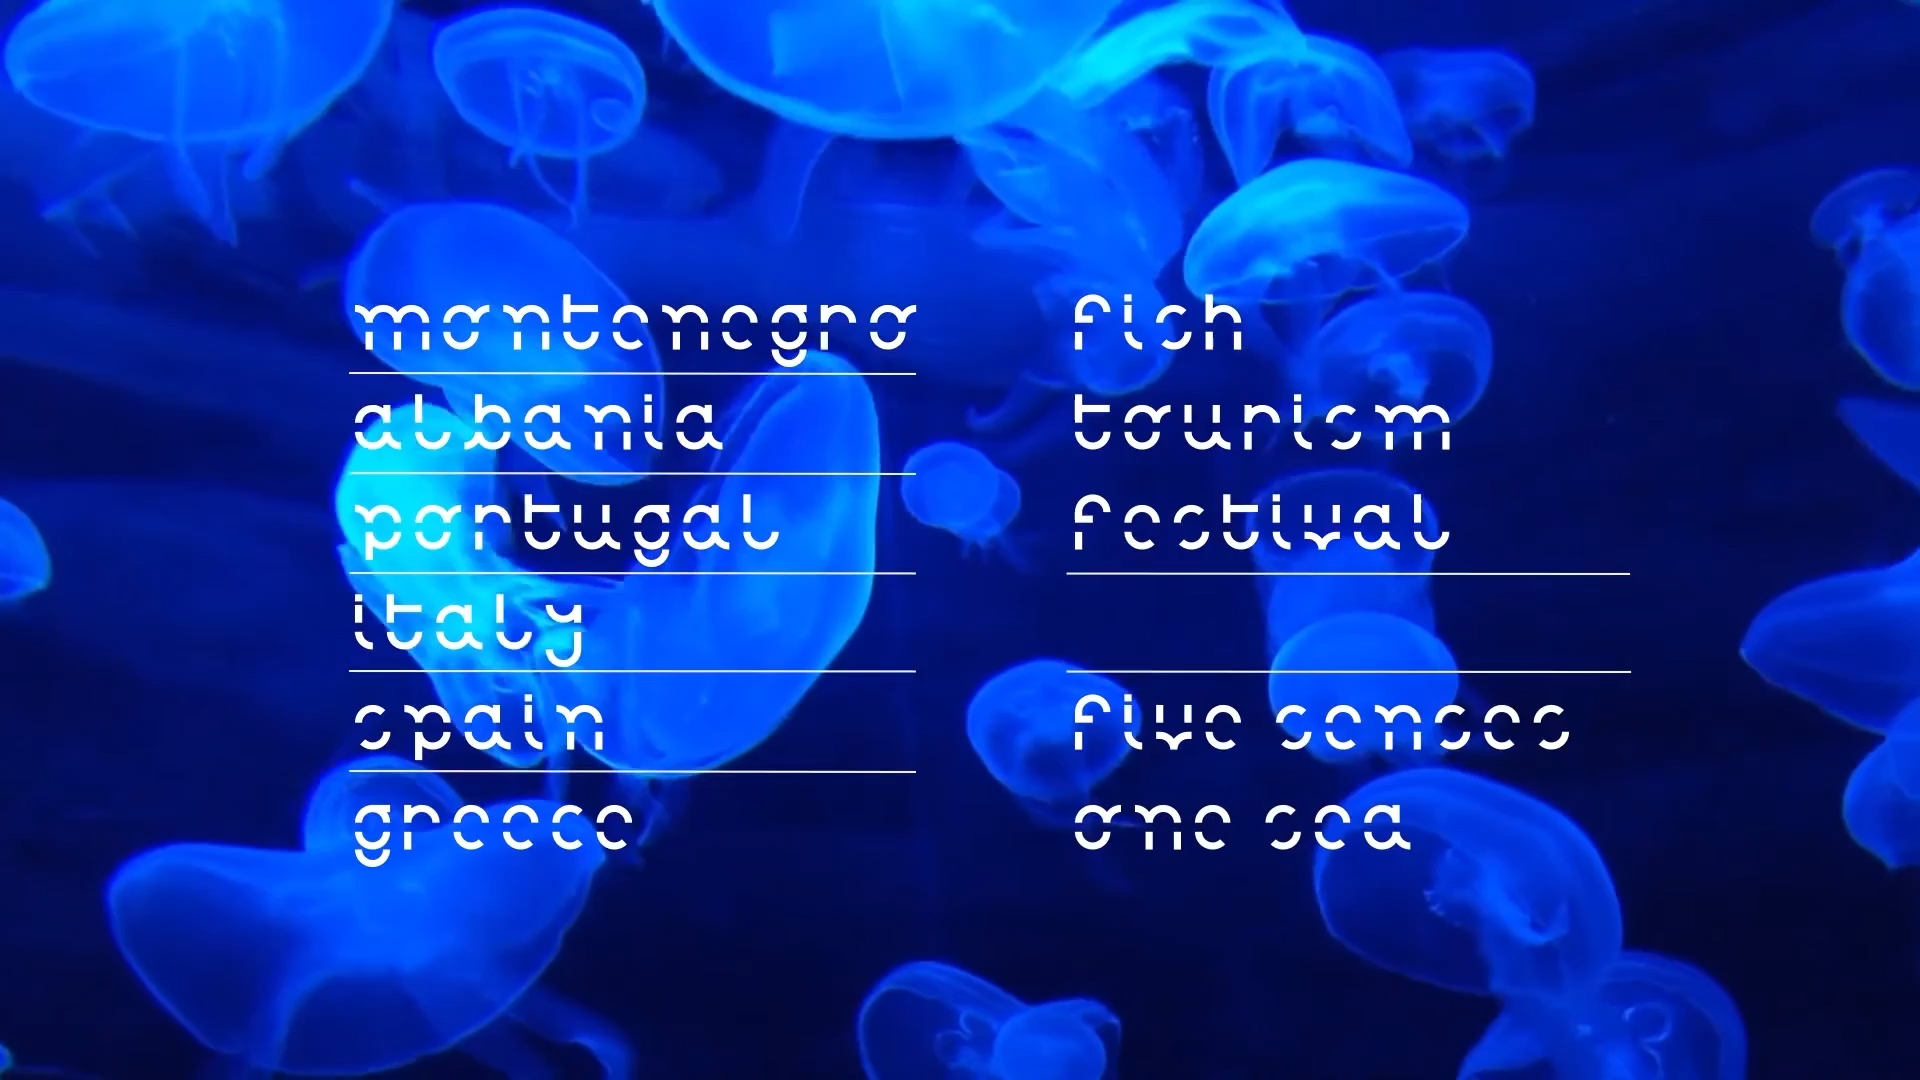 montenegro
albania
portugal
italy
spain
greece
fish
tourism
festival
five senses
one sea